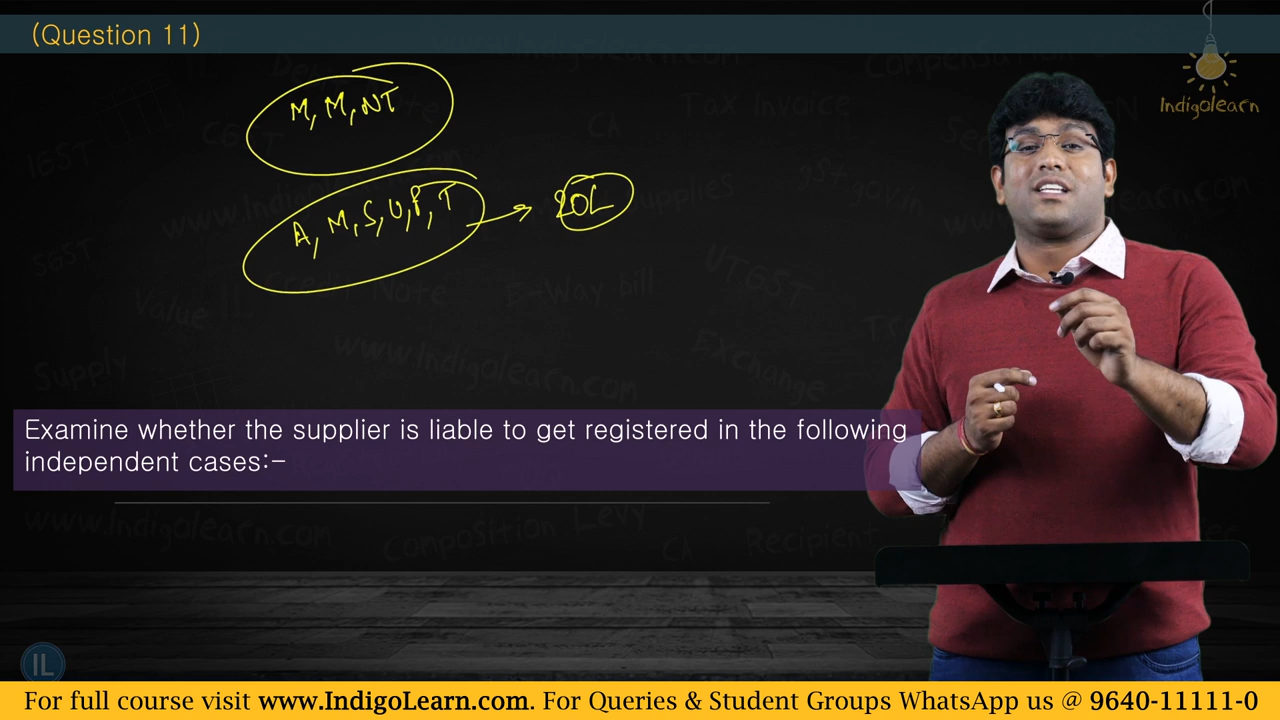 (Question 11)
Indigolearn
M, M, NT
A, M, S, U, P, T → 20L
Examine whether the supplier is liable to get registered in the following
independent cases:-
IL
For full course visit www.IndigoLearn.com. For Queries & Student Groups WhatsApp us @ 9640-11111-0